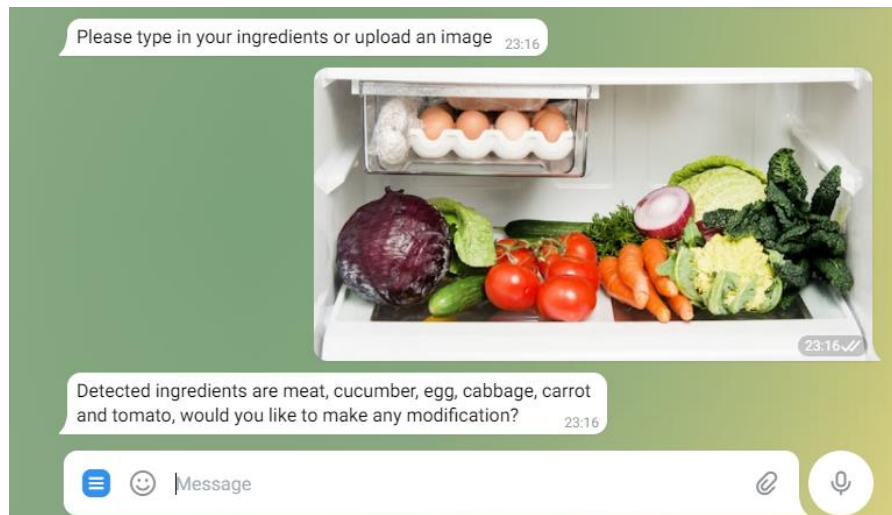 Please type in your ingredients or upload an image 23:16
23:16
Detected ingredients are meat, cucumber, egg, cabbage, carrot
and tomato, would you like to make any modification? 23:16
Message